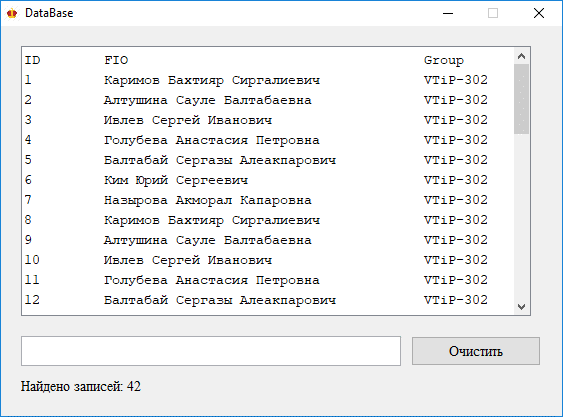 DataBase
ID FIO Group
1 Каримов Бахтияр Сиргалиевич VTiP-302
2 Алтушина Сауле Балтабаевна VTiP-302
3 Ивлев Сергей Иванович VTiP-302
4 Голубева Анастасия Петровна VTiP-302
5 Балтабай Сергазы Алеакпарович VTiP-302
6 Ким Юрий Сергеевич VTiP-302
7 Назырова Акморал Капаровна VTiP-302
8 Каримов Бахтияр Сиргалиевич VTiP-302
9 Алтушина Сауле Балтабаевна VTiP-302
10 Ивлев Сергей Иванович VTiP-302
11 Голубева Анастасия Петровна VTiP-302
12 Балтабай Сергазы Алеакпарович VTiP-302
Очистить
Найдено записей: 42